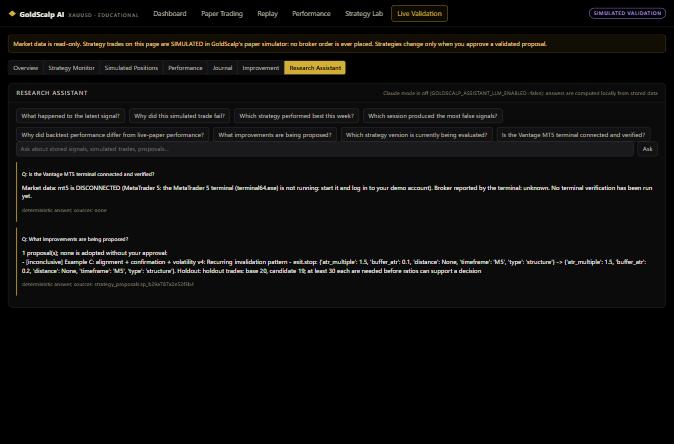 GoldScalp AI XAUUSD · EDUCATIONAL Dashboard Paper Trading Replay Performance Strategy Lab Live Validation SIMULATED VALIDATION
Market data is read-only. Strategy trades on this page are SIMULATED in GoldScalp's paper simulator: no broker order is ever placed. Strategies change only when you approve a validated proposal.
Overview Strategy Monitor Simulated Positions Performance Journal Improvement Research Assistant
RESEARCH ASSISTANT Claude mode is off (GOLDSCALP_ASSISTANT_LLM_ENABLED=false): answers are computed locally from stored data
What happened to the latest signal? Why did this simulated trade fail? Which strategy performed best this week? Which session produced the most false signals?
Why did backtest performance differ from live-paper performance? What improvements are being proposed? Which strategy version is currently being evaluated? Is the Vantage MT5 terminal connected and verified?
Ask about stored signals, simulated trades, proposals... Ask
Q: Is the Vantage MT5 terminal connected and verified?
Market data: mt5 is DISCONNECTED (MetaTrader 5: the MetaTrader 5 terminal (terminal64.exe) is not running: start it and log in to your demo account). Broker reported by the terminal: unknown. No terminal verification has been run
yet.
deterministic answer, sources: none
Q: What improvements are being proposed?
1 proposal(s); none is adopted without your approval:
- [inconclusive] Example C: alignment + confirmation + volatility v4: Recurring invalidation pattern – exit.stop: {'atr_multiple': 1.5, 'buffer_atr': 0.1, 'distance': None, 'timeframe': 'M5', 'type': 'structure'} -> {'atr_multiple': 1.5, 'buffer_atr':
0.2, 'distance': None, 'timeframe': 'M5', 'type': 'structure'}. Holdout: holdout trades: base 20, candidate 19; at least 30 each are needed before ratios can support a decision
deterministic answer, sources: strategy_proposals: